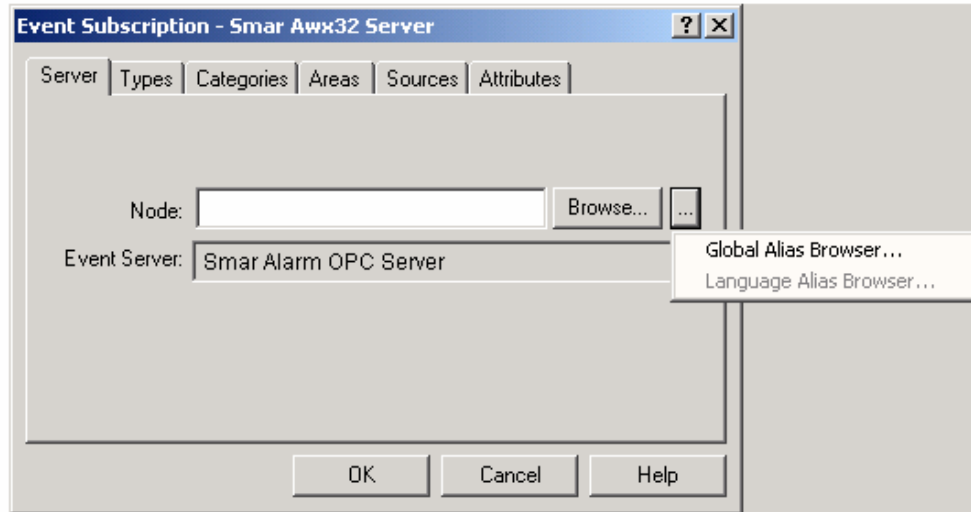 Event Subscription - Smar Awx32 Server ? ×
Server Types Categories Areas Sources Attributes
Node: Browse... ...
Global Alias Browser...
Event Server: Smar Alarm OPC Server
Language Alias Browser...
OK Cancel Help